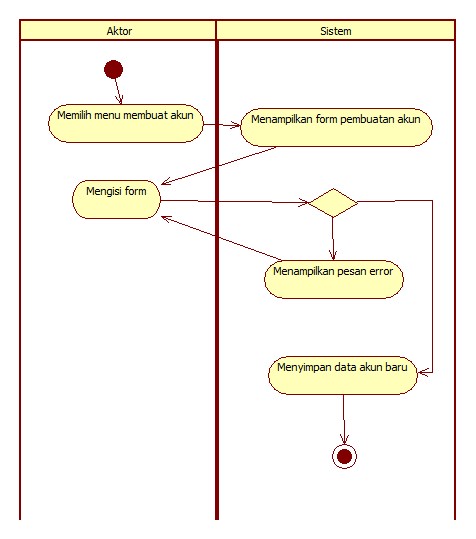 Aktor
Sistem
Memilih menu membuat akun
Menampilkan form pembuatan akun
Mengisi form
Menampilkan pesan error
Menyimpan data akun baru